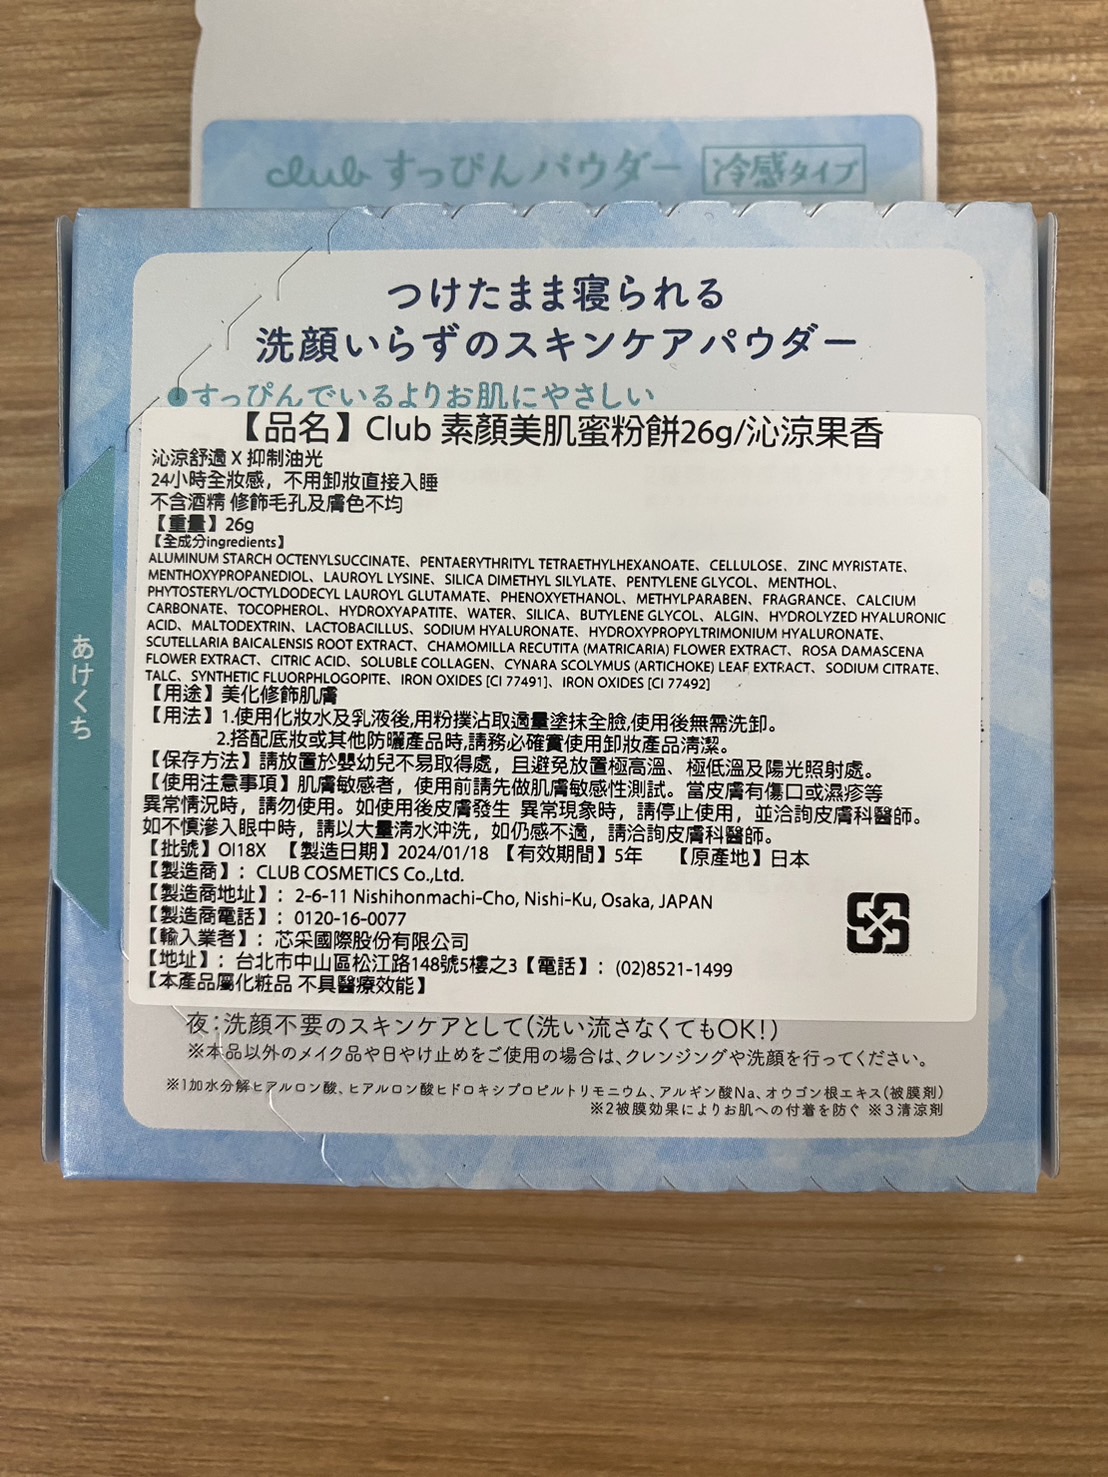 club すっぴんパウダー 冷感タイプ
つけたまま寝られる
洗顔いらずのスキンケアパウダー
●すっぴんでいるよりお肌にやさしい
あけくち
【品名】Club 素顏美肌蜜粉餅26g/沁涼果香
沁涼舒適 X 抑制油光
24小時全妝感，不用卸妝直接入睡
不含酒精 修飾毛孔及膚色不均
【重量】26g
【全成分ingredients】
ALUMINUM STARCH OCTENYLSUCCINATE、PENTAERYTHRITYL TETRAETHYLHEXANOATE、CELLULOSE、ZINC MYRISTATE、
MENTHOXYPROPANEDIOL、LAUROYL LYSINE、SILICA DIMETHYL SILYLATE、PENTYLENE GLYCOL、MENTHOL、
PHYTOSTERYL/OCTYLDODECYL LAUROYL GLUTAMATE、PHENOXYETHANOL、METHYLPARABEN、FRAGRANCE、CALCIUM
CARBONATE、TOCOPHEROL、HYDROXYAPATITE、WATER、SILICA、BUTYLENE GLYCOL、ALGIN、HYDROLYZED HYALURONIC
ACID、MALTODEXTRIN、LACTOBACILLUS、SODIUM HYALURONATE、HYDROXYPROPYLTRIMONIUM HYALURONATE、
SCUTELLARIA BAICALENSIS ROOT EXTRACT、CHAMOMILLA RECUTITA (MATRICARIA) FLOWER EXTRACT、ROSA DAMASCENA
FLOWER EXTRACT、CITRIC ACID、SOLUBLE COLLAGEN、CYNARA SCOLYMUS (ARTICHOKE) LEAF EXTRACT、SODIUM CITRATE、
TALC、SYNTHETIC FLUORPHLOGOPITE、IRON OXIDES [CI 77491]、IRON OXIDES [CI 77492]
【用途】美化修飾肌膚
【用法】1.使用化妝水及乳液後,用粉撲沾取適量塗抹全臉,使用後無需洗卸。
2.搭配底妝或其他防曬產品時,請務必確實使用卸妝產品清潔。
【保存方法】請放置於嬰幼兒不易取得處，且避免放置極高溫、極低溫及陽光照射處。
【使用注意事項】肌膚敏感者，使用前請先做肌膚敏感性測試。當皮膚有傷口或濕疹等
異常情況時，請勿使用。如使用後皮膚發生 異常現象時，請停止使用，並洽詢皮膚科醫師。
如不慎滲入眼中時，請以大量清水沖洗，如仍感不適，請洽詢皮膚科醫師。
【批號】OI18X 【製造日期】2024/01/18 【有效期間】5年 【原產地】日本
【製造商】：CLUB COSMETICS Co.,Ltd.
【製造商地址】：2-6-11 Nishihonmachi-Cho, Nishi-Ku, Osaka, JAPAN
【製造商電話】：0120-16-0077
【輸入業者】：芯采國際股份有限公司
【地址】：台北市中山區松江路148號5樓之3【電話】：(02)8521-1499
【本產品屬化粧品 不具醫療效能】
夜：洗顔不要のスキンケアとして(洗い流さなくてもOK!)
※本品以外のメイク品や日やけ止めをご使用の場合は、クレンジングや洗顔を行ってください。
※1加水分解ヒアルロン酸、ヒアルロン酸ヒドロキシプロピルトリモニウム、アルギン酸Na、オウゴン根エキス(被膜剤)
※2被膜効果によりお肌への付着を防ぐ ※3清涼剤